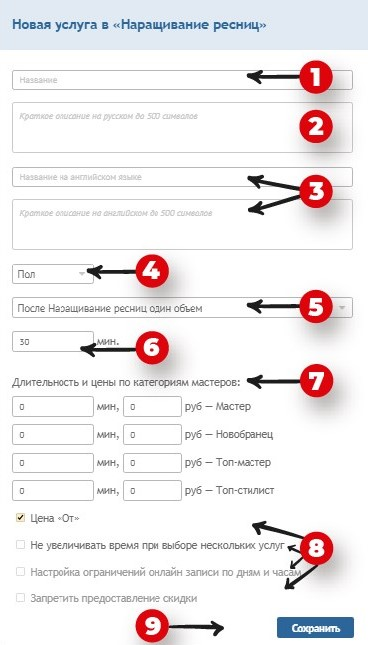 Новая услуга в «Наращивание ресниц»
Название 1
Краткое описание на русском до 500 символов 2
Название на английском языке
3
Краткое описание на английском до 500 символов
Пол 4
После Наращивание ресниц один объем 5
30 мин. 6
Длительность и цены по категориям мастеров: 7
0 мин, 0 руб — Мастер
0 мин, 0 руб — Новобранец
0 мин, 0 руб — Топ-мастер
0 мин, 0 руб — Топ-стилист
Цена «От»
Не увеличивать время при выборе нескольких услуг 8
Настройка ограничений онлайн записи по дням и часам
Запретить предоставление скидки
9 Сохранить